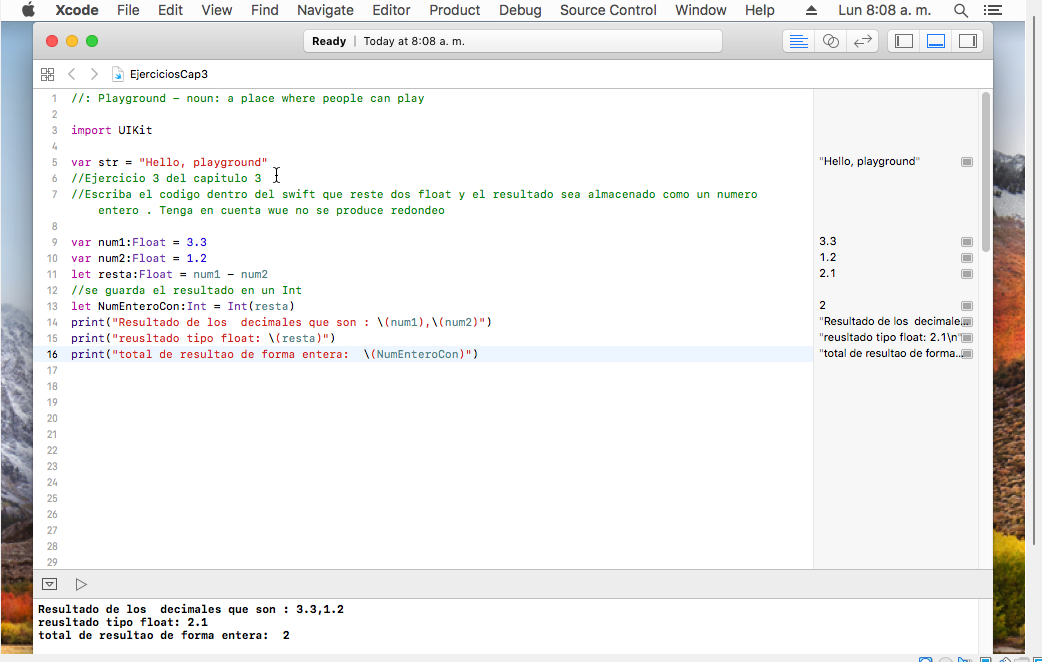 Xcode File Edit View Find Navigate Editor Product Debug Source Control Window Help Lun 8:08 a. m.
Ready | Today at 8:08 a. m.
EjerciciosCap3
1 //: Playground - noun: a place where people can play
2
3 import UIKit
4
5 var str = "Hello, playground" "Hello, playground"
6 //Ejercicio 3 del capitulo 3
7 //Escriba el codigo dentro del swift que reste dos float y el resultado sea almacenado como un numero
entero . Tenga en cuenta wue no se produce redondeo
8
9 var num1:Float = 3.3 3.3
10 var num2:Float = 1.2 1.2
11 let resta:Float = num1 - num2 2.1
12 //se guarda el resultado en un Int
13 let NumEnteroCon:Int = Int(resta) 2
14 print("Resultado de los  decimales que son : \(num1),\(num2)") "Resultado de los  decimale...
15 print("reusltado tipo float: \(resta)") "reusltado tipo float: 2.1\n"
16 print("total de resultao de forma entera:  \(NumEnteroCon)") "total de resultao de forma...
17
18
19
20
21
22
23
24
25
26
27
28
29
Resultado de los  decimales que son : 3.3,1.2
reusltado tipo float: 2.1
total de resultao de forma entera:  2